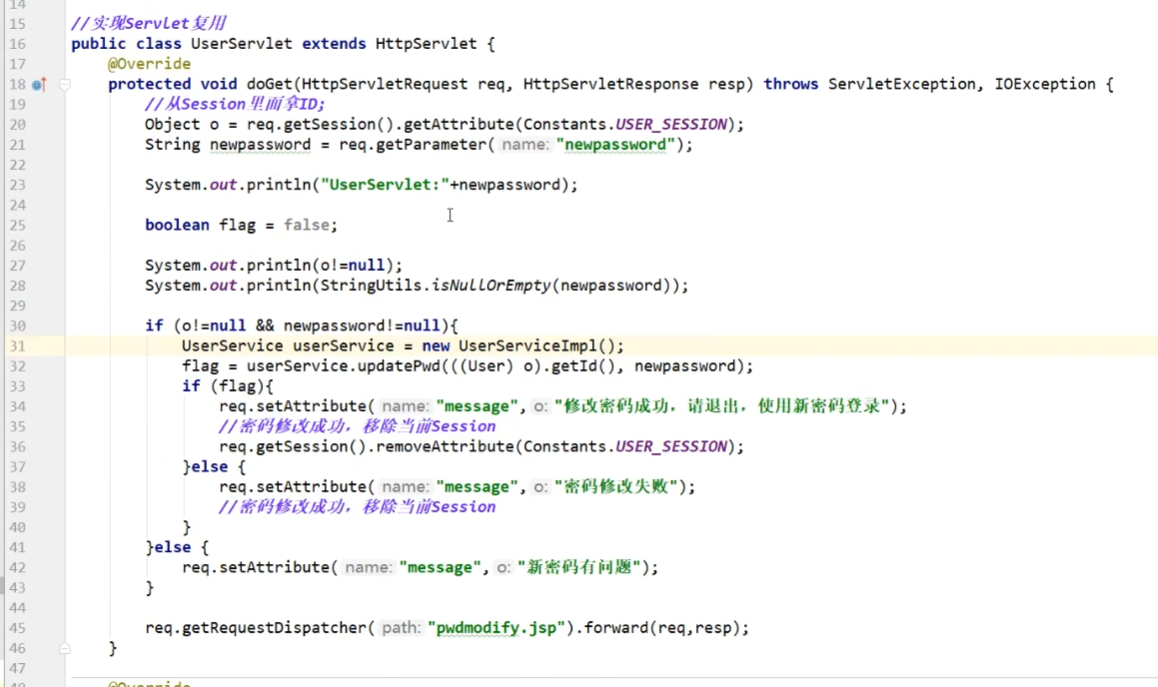 14
15 //实现Servlet复用
16 public class UserServlet extends HttpServlet {
17 @Override
18 protected void doGet(HttpServletRequest req, HttpServletResponse resp) throws ServletException, IOException {
19 //从Session里面拿ID;
20 Object o = req.getSession().getAttribute(Constants.USER_SESSION);
21 String newpassword = req.getParameter( name: "newpassword");
22
23 System.out.println("UserServlet:"+newpassword);
24
25 boolean flag = false;
26
27 System.out.println(o!=null);
28 System.out.println(StringUtils.isNullOrEmpty(newpassword));
29
30 if (o!=null && newpassword!=null){
31 UserService userService = new UserServiceImpl();
32 flag = userService.updatePwd(((User) o).getId(), newpassword);
33 if (flag){
34 req.setAttribute( name: "message", o: "修改密码成功，请退出，使用新密码登录");
35 //密码修改成功，移除当前Session
36 req.getSession().removeAttribute(Constants.USER_SESSION);
37 }else {
38 req.setAttribute( name: "message", o: "密码修改失败");
39 //密码修改成功，移除当前Session
40 }
41 }else {
42 req.setAttribute( name: "message", o: "新密码有问题");
43 }
44
45 req.getRequestDispatcher( path: "pwdmodify.jsp").forward(req,resp);
46 }
47
48 @Override